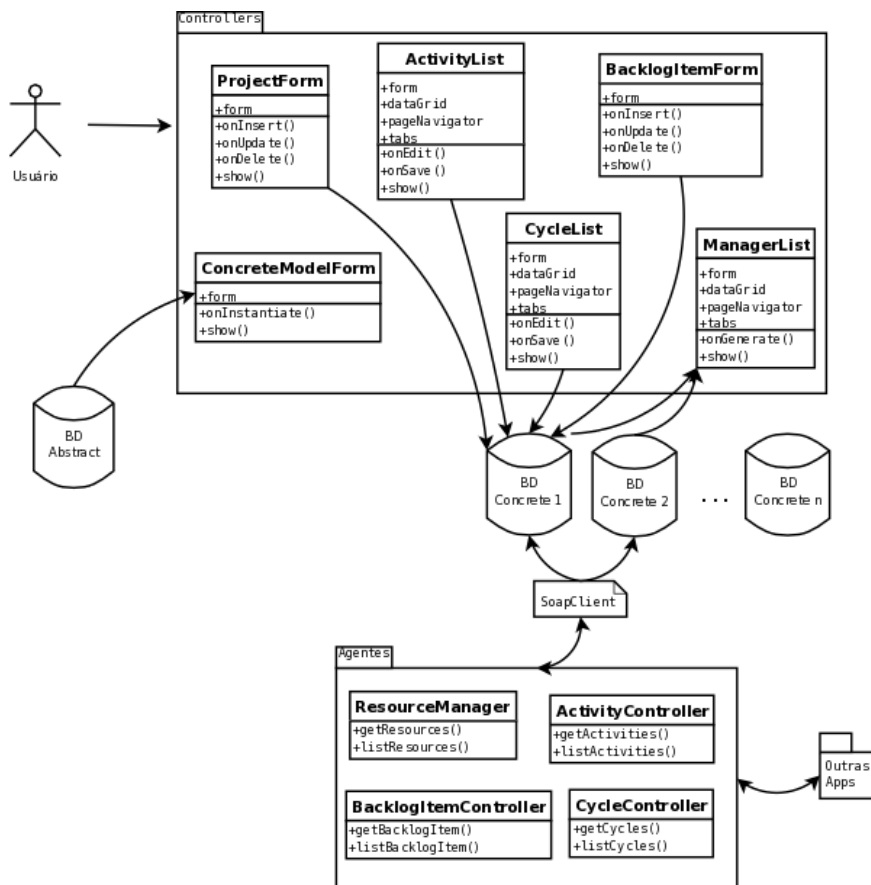 Controllers
ProjectForm
+form
+onInsert()
+onUpdate()
+onDelete()
+show()
ActivityList
+form
+dataGrid
+pageNavigator
+tabs
+onEdit()
+onSave()
+show()
BacklogItemForm
+form
+onInsert()
+onUpdate()
+onDelete()
+show()
Usuário
ConcreteModelForm
+form
+onInstantiate()
+show()
CycleList
+form
+dataGrid
+pageNavigator
+tabs
+onEdit()
+onSave()
+show()
ManagerList
+form
+dataGrid
+pageNavigator
+tabs
+onGenerate()
+show()
BD
Abstract
BD
Concrete 1
BD
Concrete 2
...
BD
Concrete n
SoapClient
Agentes
ResourceManager
+getResources()
+listResources()
ActivityController
+getActivities()
+listActivities()
BacklogItemController
+getBacklogItem()
+listBacklogItem()
CycleController
+getCycles()
+listCycles()
Outras
Apps